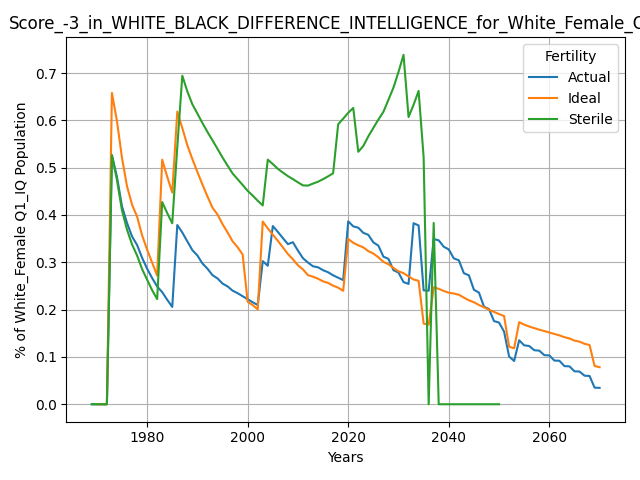 Score_-3_in_WHITE_BLACK_DIFFERENCE_INTELLIGENCE_for_White_Female_
% of White_Female Q1_IQ Population
0.7
0.6
0.5
0.4
0.3
0.2
0.1
0.0
Fertility
Actual
Ideal
Sterile
1980 2000 2020 2040 2060
Years